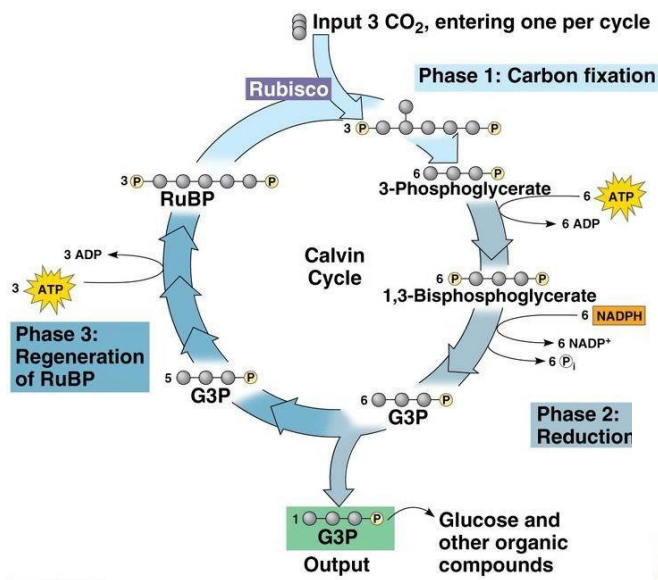 Input 3 CO₂, entering one per cycle
Rubisco
Phase 1: Carbon fixation
3 P P
3 P P
RuBP
6 P
3-Phosphoglycerate
6 ATP
6 ADP
3 ADP
3 ATP
Calvin
Cycle
6 P P
1,3-Bisphosphoglycerate
6 NADPH
6 NADP⁺
6 Pᵢ
Phase 3:
Regeneration
of RuBP
5 P
G3P
6 P
G3P
Phase 2:
Reduction
1 P
G3P
Output
Glucose and
other organic
compounds